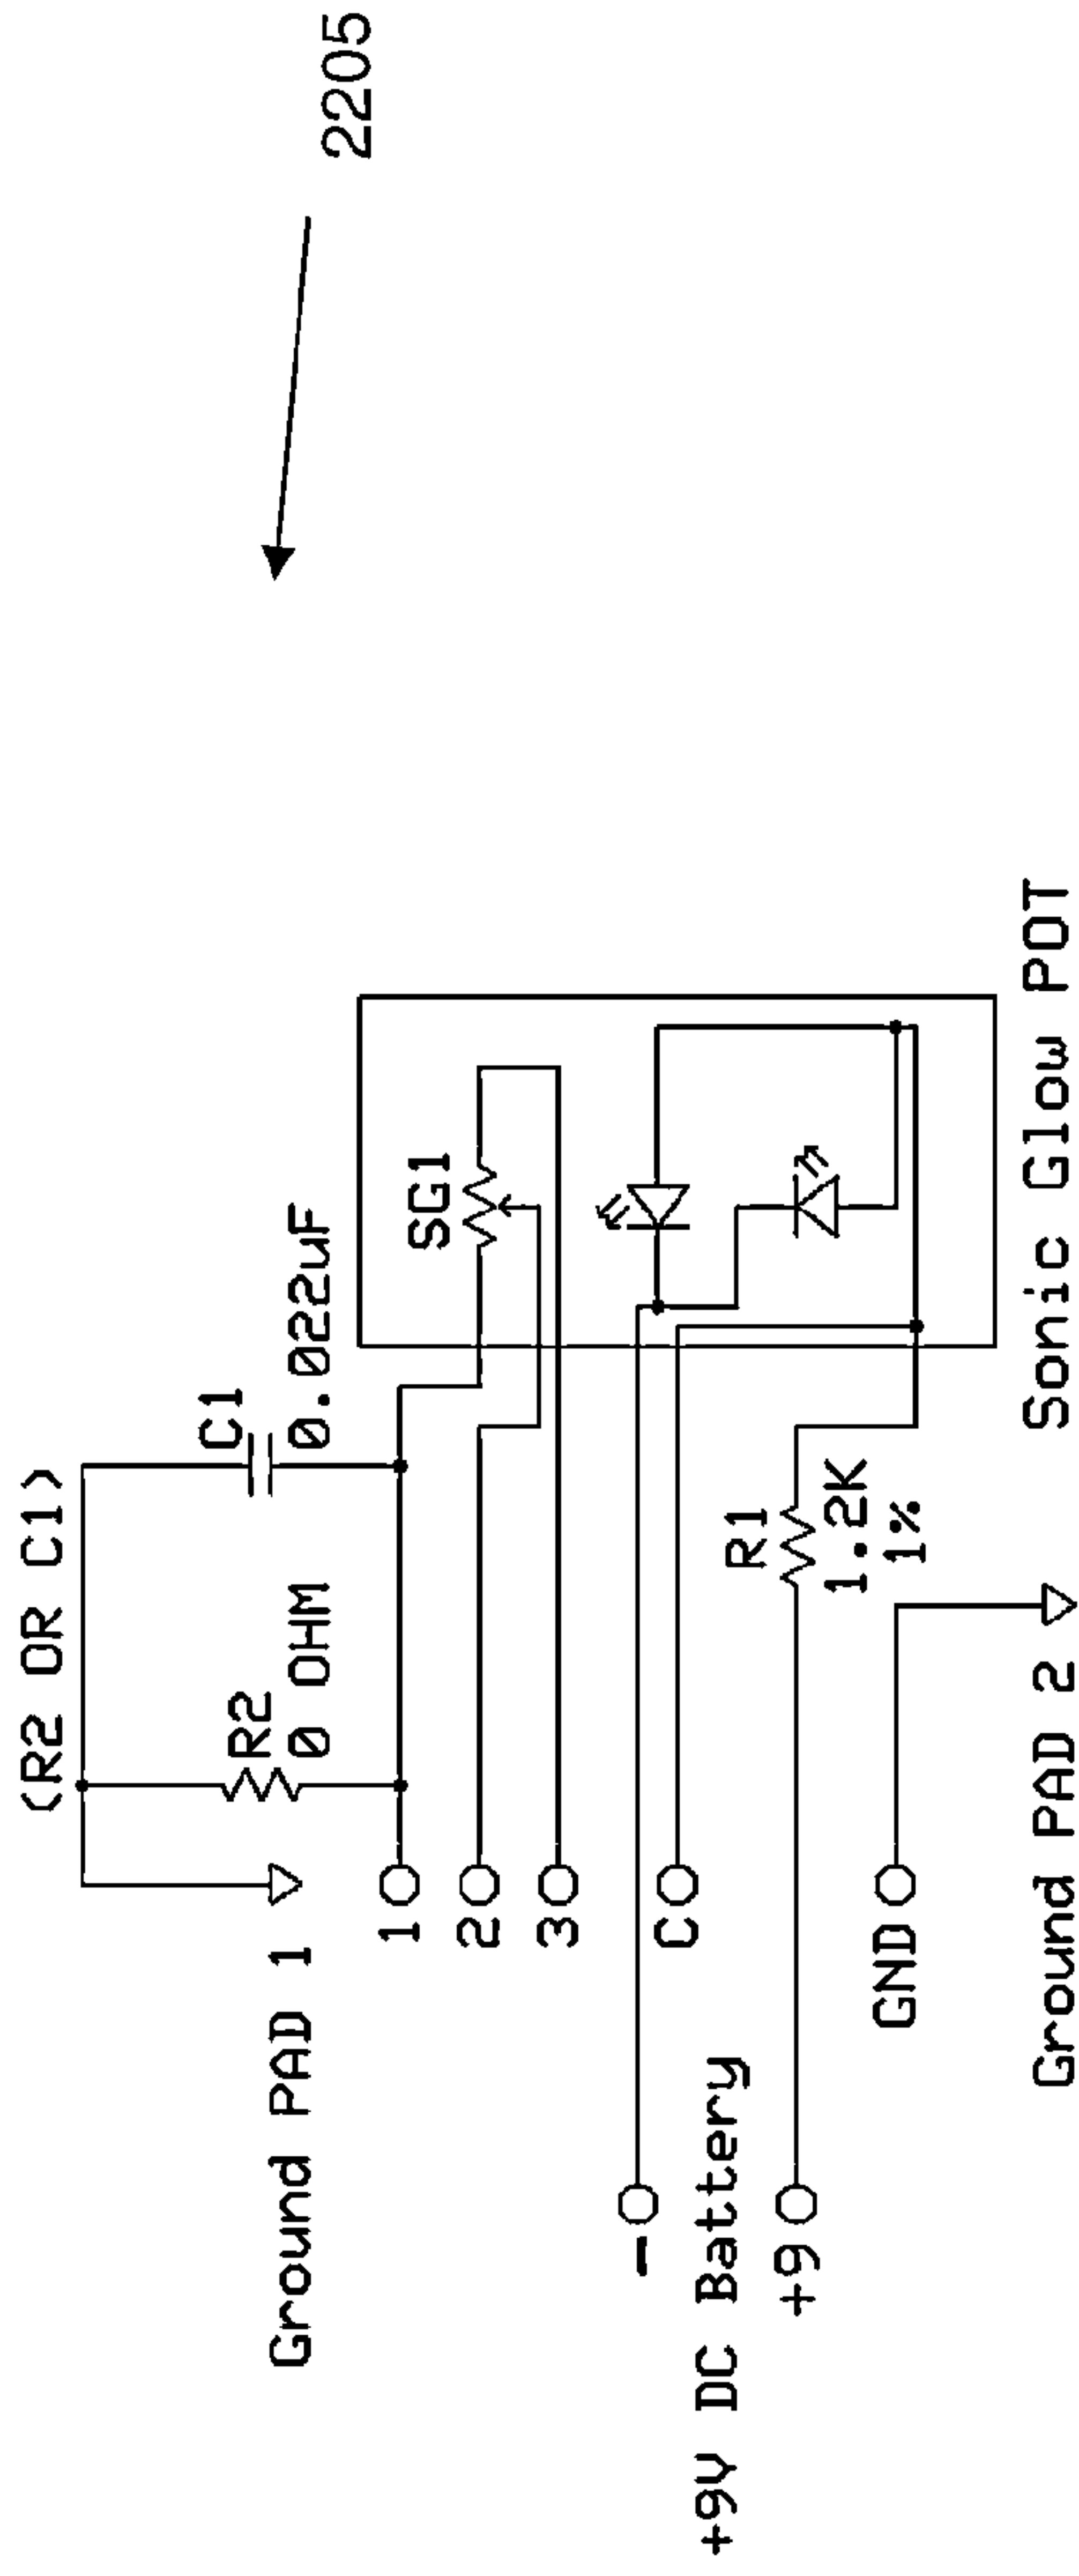 2205
(R2 OR C1)
C1
0.022uF
R2
0 OHM
Ground PAD 1
SG1
1
2
3
C
-
+9V DC Battery
+9
R1
1.2K
1%
GND
Ground PAD 2
Sonic Glow POT